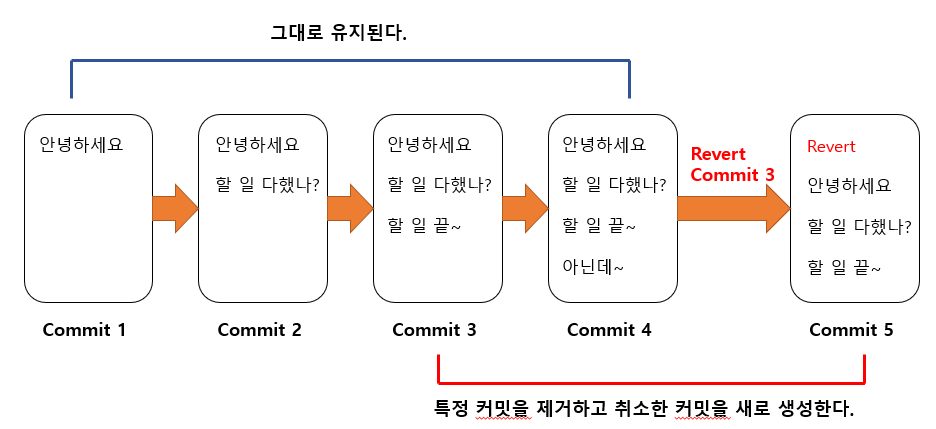 그대로 유지된다.
안녕하세요
안녕하세요
할 일 다했나?
안녕하세요
할 일 다했나?
할 일 끝~
안녕하세요
할 일 다했나?
할 일 끝~
아닌데~
Revert
Commit 3
Revert
안녕하세요
할 일 다했나?
할 일 끝~
Commit 1
Commit 2
Commit 3
Commit 4
Commit 5
특정 커밋을 제거하고 취소한 커밋을 새로 생성한다.